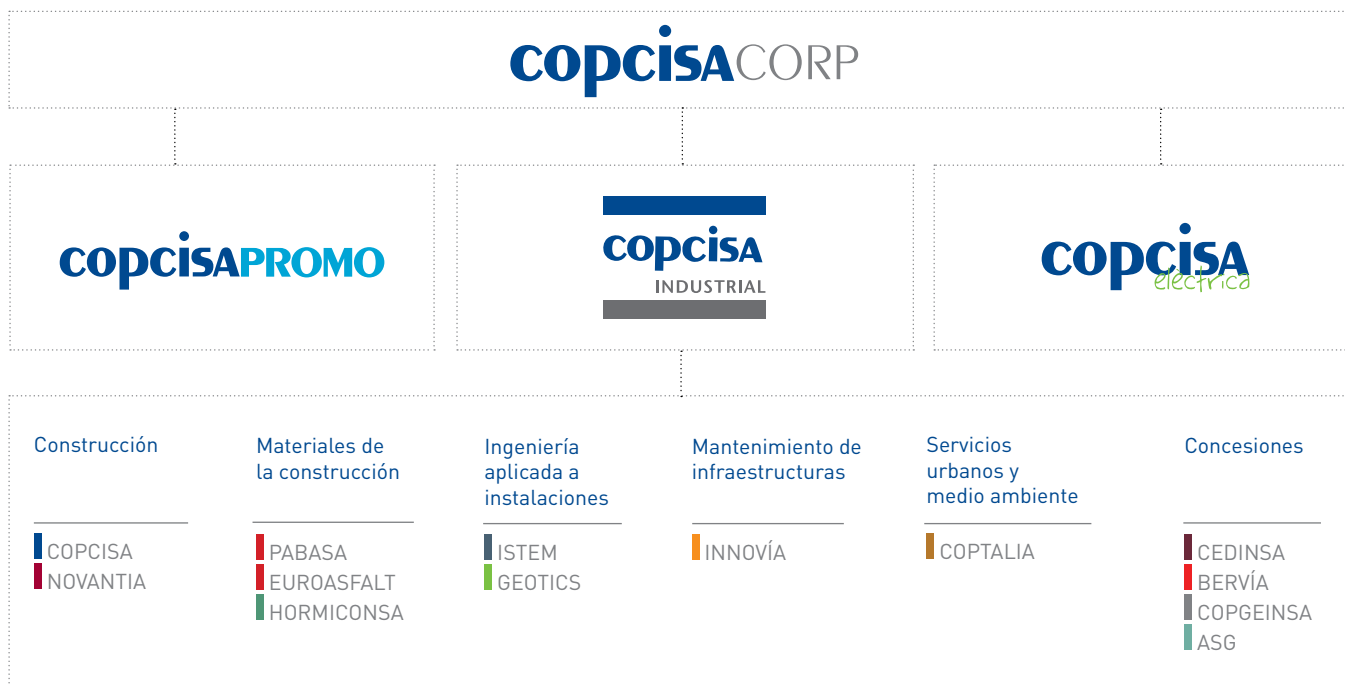 copcisaCORP
copcisaPROMO
copcisa
INDUSTRIAL
copcisa
eléctrica
Construcción
COPCISA
NOVANTIA
Materiales de
la construcción
PABASA
EUROASFALT
HORMICONSA
Ingeniería
aplicada a
instalaciones
ISTEM
GEOTICS
Mantenimiento de
infraestructuras
INNOVÍA
Servicios
urbanos y
medio ambiente
COPTALIA
Concesiones
CEDINSA
BERVÍA
COPGEINSA
ASG